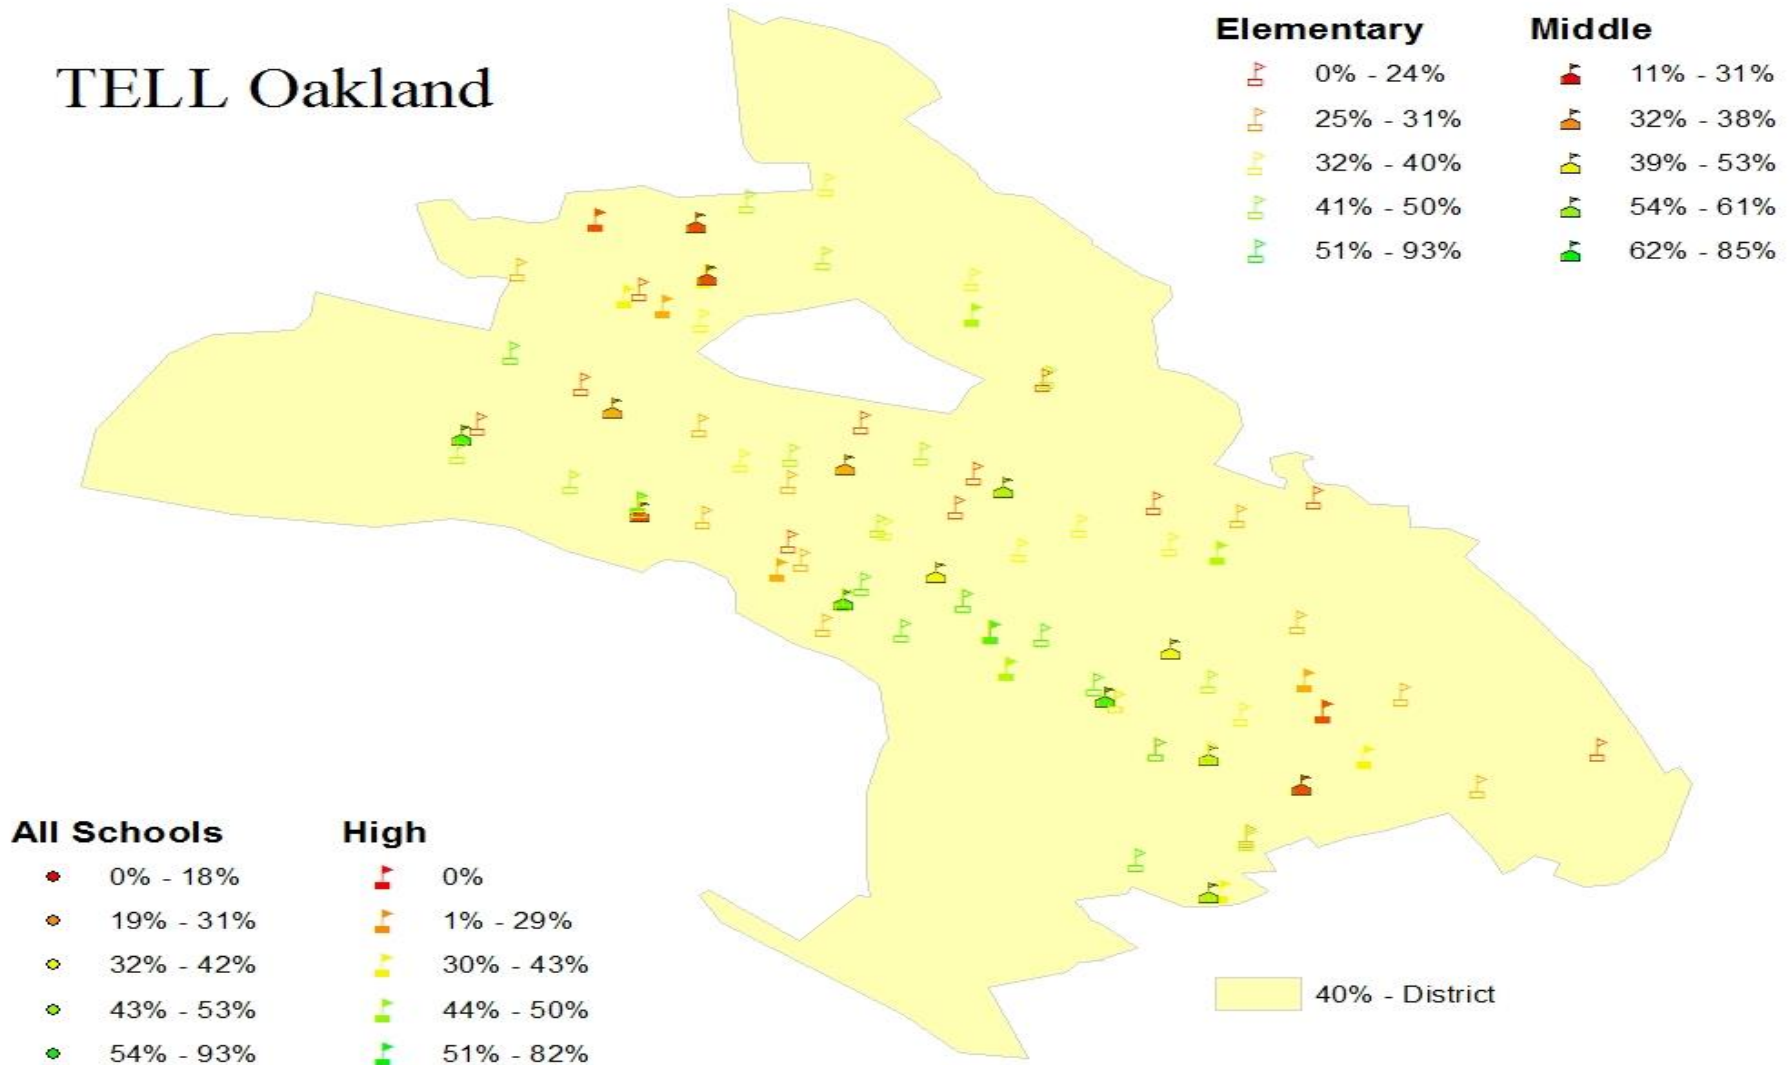 TELL Oakland
Elementary
0% - 24%
25% - 31%
32% - 40%
41% - 50%
51% - 93%
Middle
11% - 31%
32% - 38%
39% - 53%
54% - 61%
62% - 85%
All Schools
0% - 18%
19% - 31%
32% - 42%
43% - 53%
54% - 93%
High
0%
1% - 29%
30% - 43%
44% - 50%
51% - 82%
40% - District